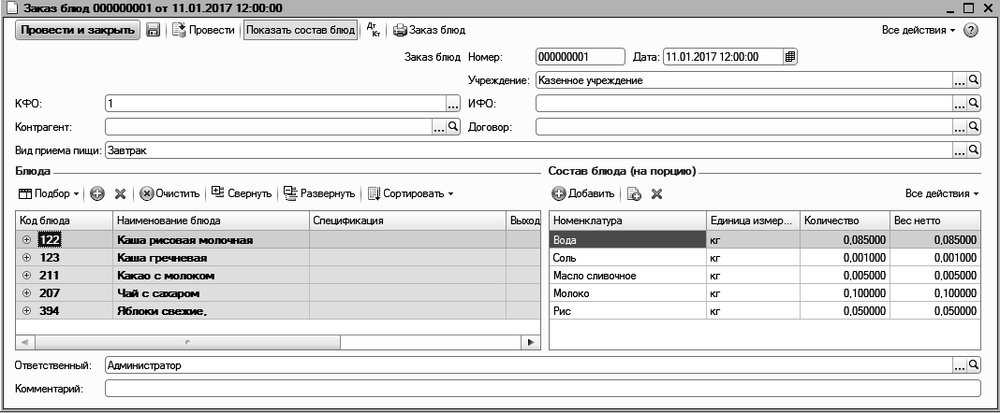 Заказ блюд 000000001 от 11.01.2017 12:00:00
Провести и закрыть Провести Показать состав блюд Дт Кт Заказ блюд Все действия
Заказ блюд Номер: 000000001 Дата: 11.01.2017 12:00:00
Учреждение: Казенное учреждение
КФО: 1 ИФО:
Контрагент: Договор:
Вид приема пищи: Завтрак
Блюда Состав блюда (на порцию)
Подбор Очистить Свернуть Развернуть Сортировать Добавить Все действия
Код блюда Наименование блюда Спецификация Выход Номенклатура Единица измер... Количество Вес нетто
122 Каша рисовая молочная Вода кг 0,085000 0,085000
123 Каша гречневая Соль кг 0,001000 0,001000
211 Какао с молоком Масло сливочное кг 0,005000 0,005000
207 Чай с сахаром Молоко кг 0,100000 0,100000
394 Яблоки свежие. Рис кг 0,050000 0,050000
Ответственный: Администратор
Комментарий: